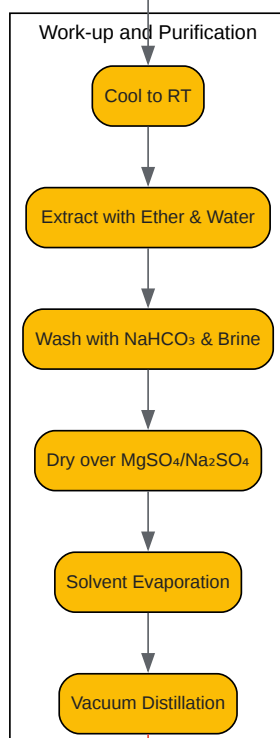 Work-up and Purification
Cool to RT
Extract with Ether & Water
Wash with NaHCO₃ & Brine
Dry over MgSO₄/Na₂SO₄
Solvent Evaporation
Vacuum Distillation